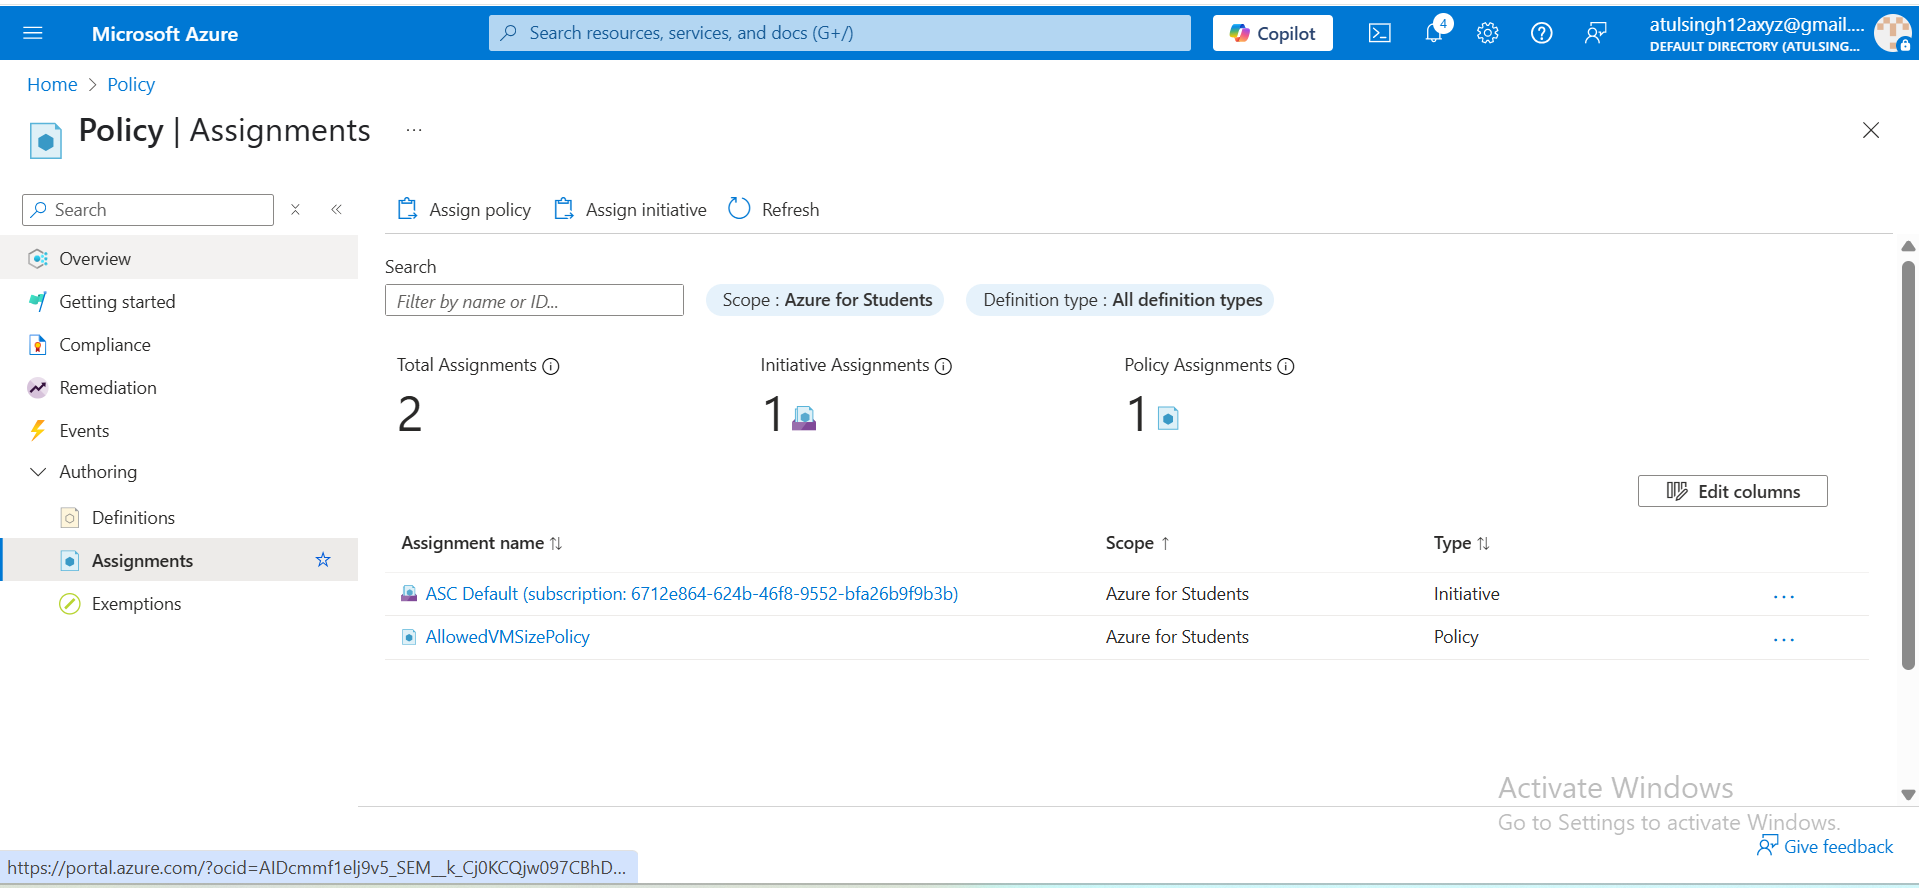 Microsoft Azure
Search resources, services, and docs (G+/)
Copilot
4
atulsingh12axyz@gmail....
DEFAULT DIRECTORY (ATULSING...
Home > Policy
Policy | Assignments ...
Search
Overview
Getting started
Compliance
Remediation
Events
Authoring
Definitions
Assignments
Exemptions
Assign policy
Assign initiative
Refresh
Search
Filter by name or ID...
Scope : Azure for Students
Definition type : All definition types
Total Assignments
2
Initiative Assignments
1
Policy Assignments
1
Edit columns
Assignment name Scope Type
ASC Default (subscription: 6712e864-624b-46f8-9552-bfa26b9f9b3b) Azure for Students Initiative ...
AllowedVMSizePolicy Azure for Students Policy ...
Activate Windows
Go to Settings to activate Windows.
Give feedback
https://portal.azure.com/?ocid=AIDcmmf1elj9v5_SEM__k_Cj0KCQjw097CBhD...